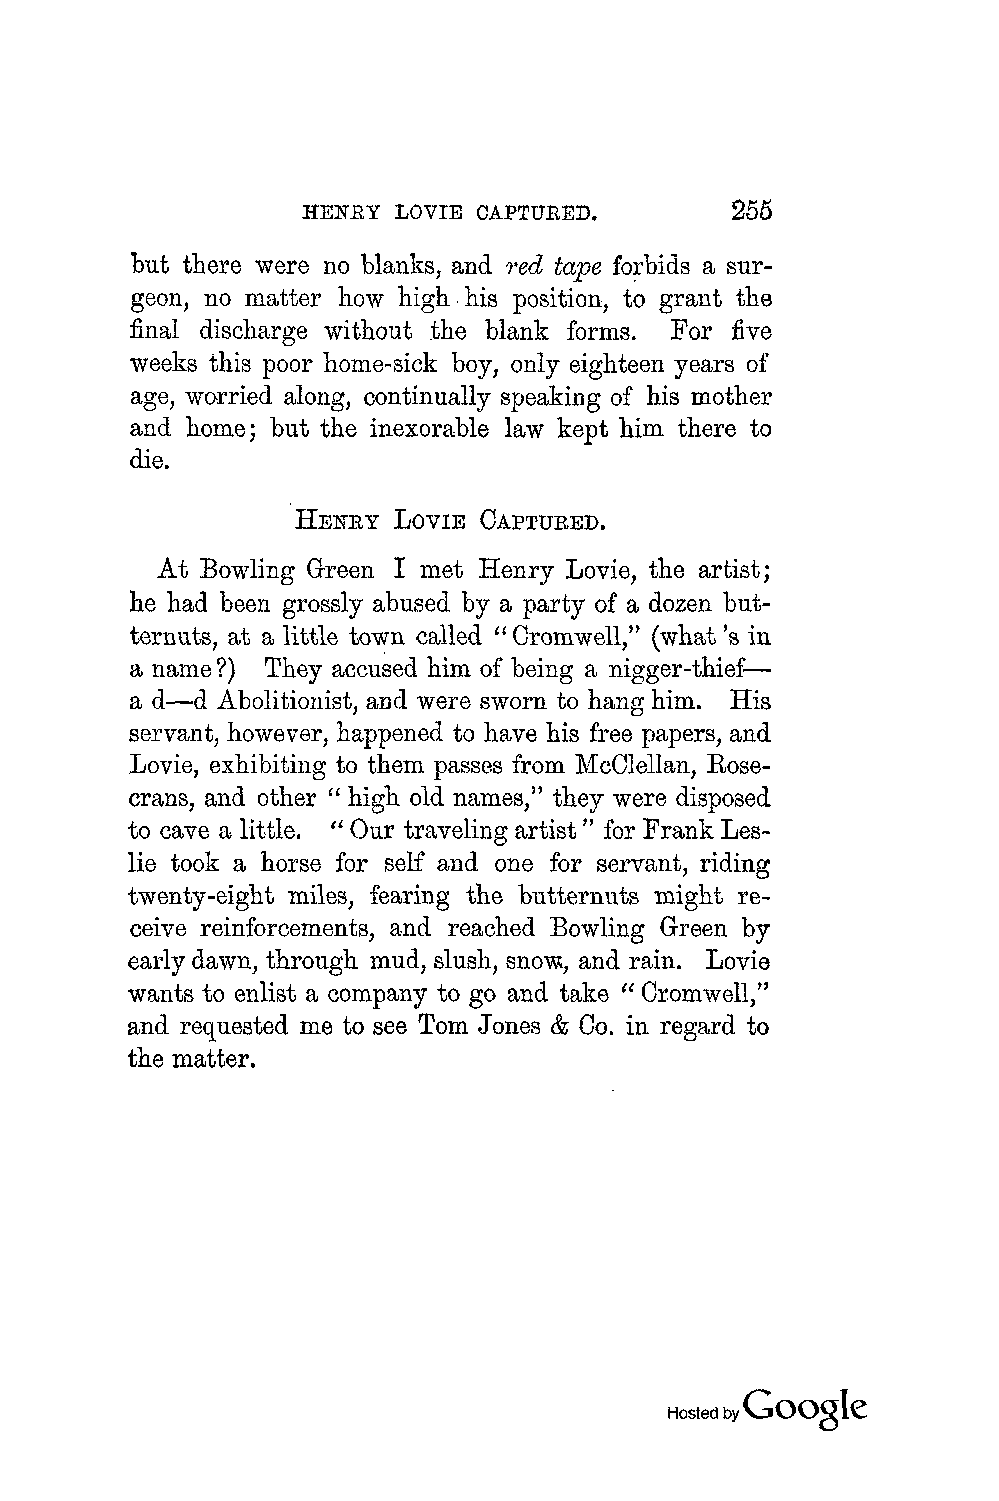 HENRY LOVIE CAPTURED. 255
but there were no blanks, and red tape forbids a sur-
geon, no matter how high his position, to grant the
final discharge without the blank forms. For five
weeks this poor home-sick boy, only eighteen years of
age, worried along, continually speaking of his mother
and home; but the inexorable law kept him there to
die.
HENRY LOVIE CAPTURED.
At Bowling Green I met Henry Lovie, the artist;
he had been grossly abused by a party of a dozen but-
ternuts, at a little town called "Cromwell," (what's in
a name?) They accused him of being a nigger-thief—
a d—d Abolitionist, and were sworn to hang him. His
servant, however, happened to have his free papers, and
Lovie, exhibiting to them passes from McClellan, Rose-
crans, and other "high old names," they were disposed
to cave a little. "Our traveling artist" for Frank Les-
lie took a horse for self and one for servant, riding
twenty-eight miles, fearing the butternuts might re-
ceive reinforcements, and reached Bowling Green by
early dawn, through mud, slush, snow, and rain. Lovie
wants to enlist a company to go and take "Cromwell,"
and requested me to see Tom Jones & Co. in regard to
the matter.
Hosted by Google